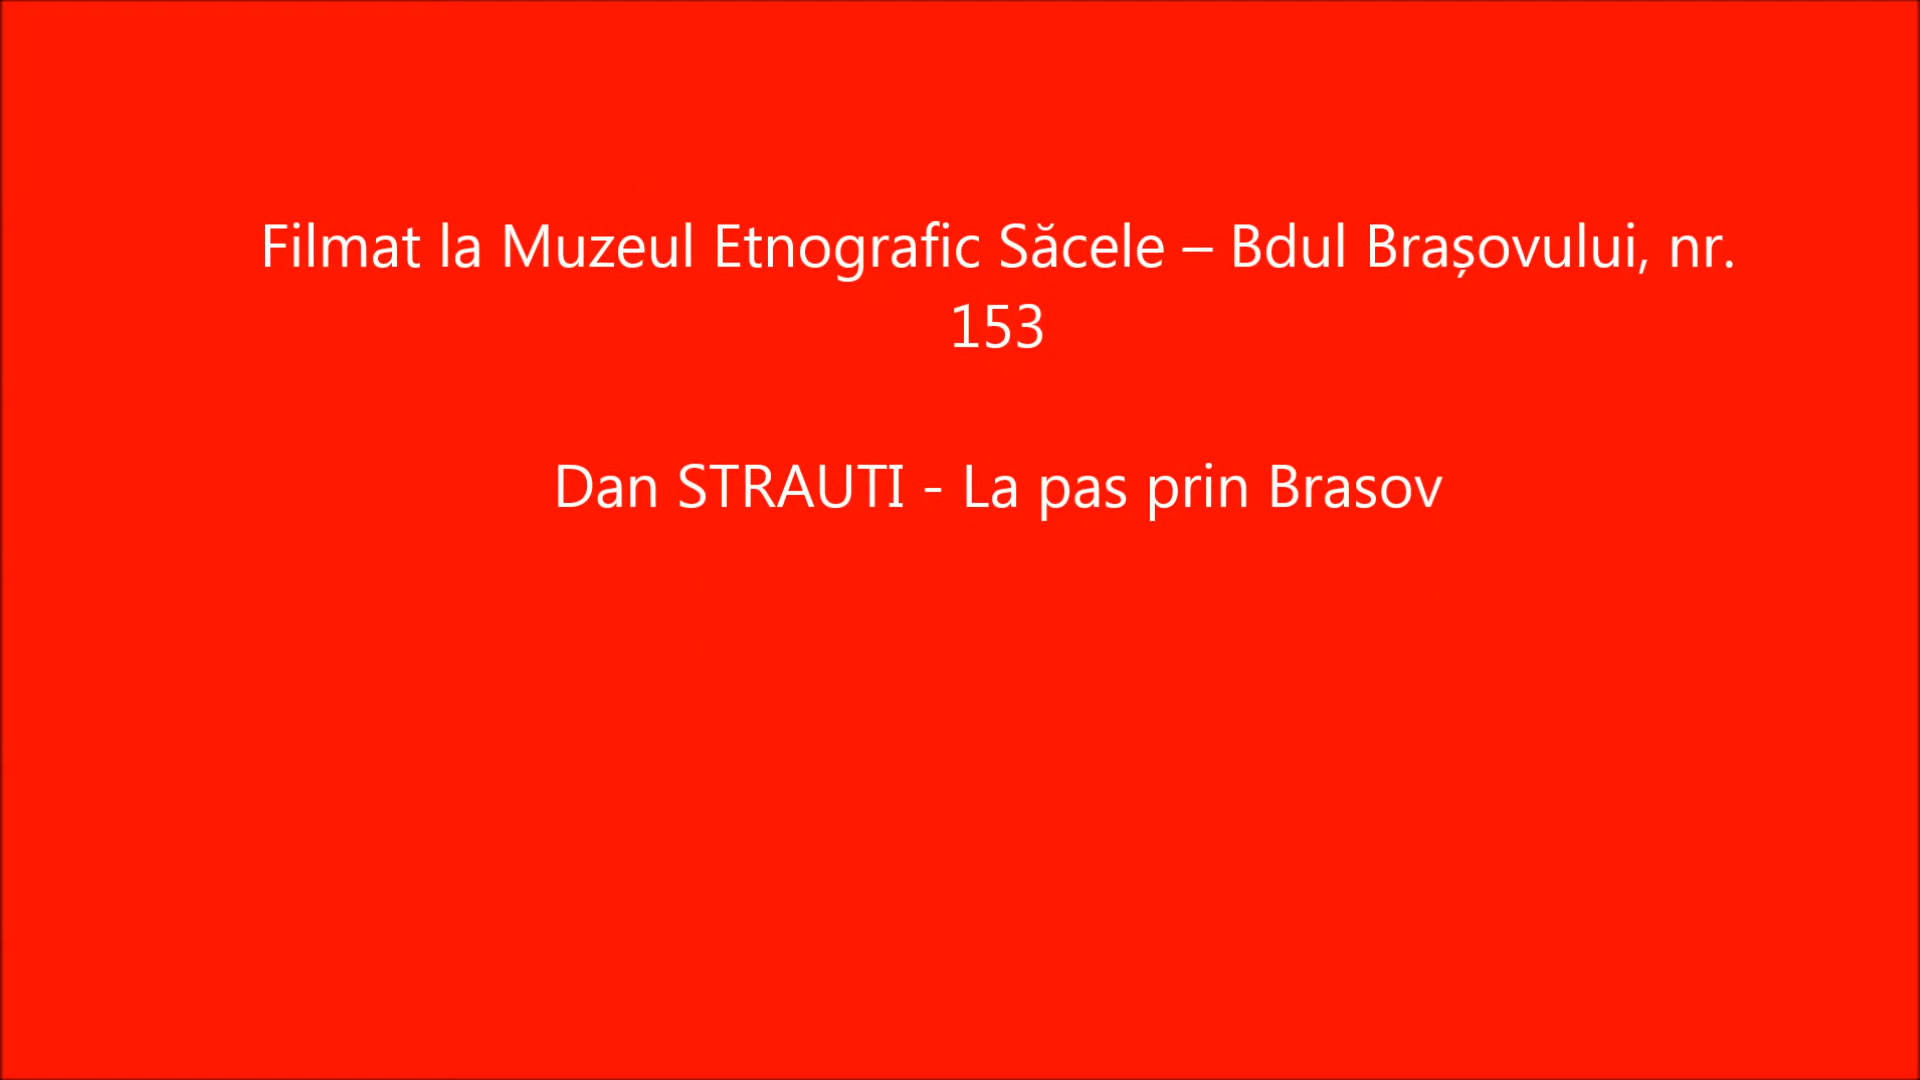 Filmat la Muzeul Etnografic Săcele – Bdul Brașovului, nr.
153
Dan STRAUTI - La pas prin Brasov